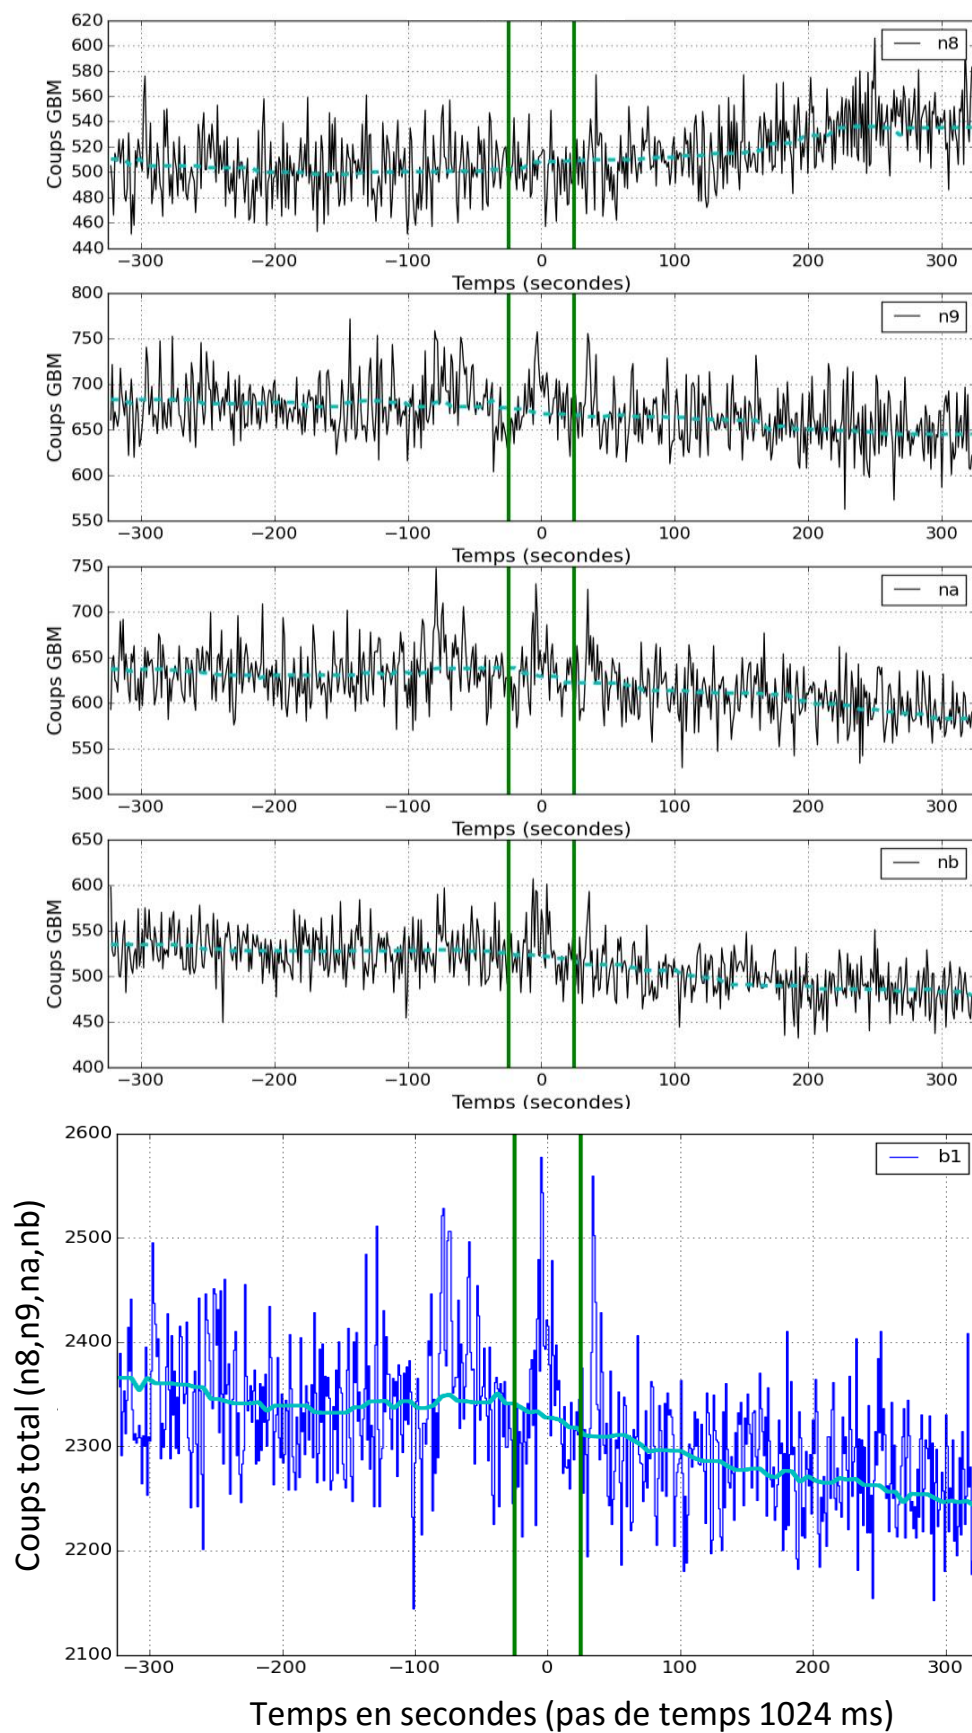 620
600
580
560
540
520
500
480
460
440
Coups GBM
n8
−300 −200 −100 0 100 200 300
Temps (secondes)
800
750
700
650
600
550
Coups GBM
n9
−300 −200 −100 0 100 200 300
Temps (secondes)
750
700
650
600
550
500
Coups GBM
na
−300 −200 −100 0 100 200 300
Temps (secondes)
650
600
550
500
450
400
Coups GBM
nb
−300 −200 −100 0 100 200 300
Temps (secondes)
2600
2500
2400
2300
2200
2100
Coups total (n8,n9,na,nb)
b1
−300 −200 −100 0 100 200 300
Temps en secondes (pas de temps 1024 ms)